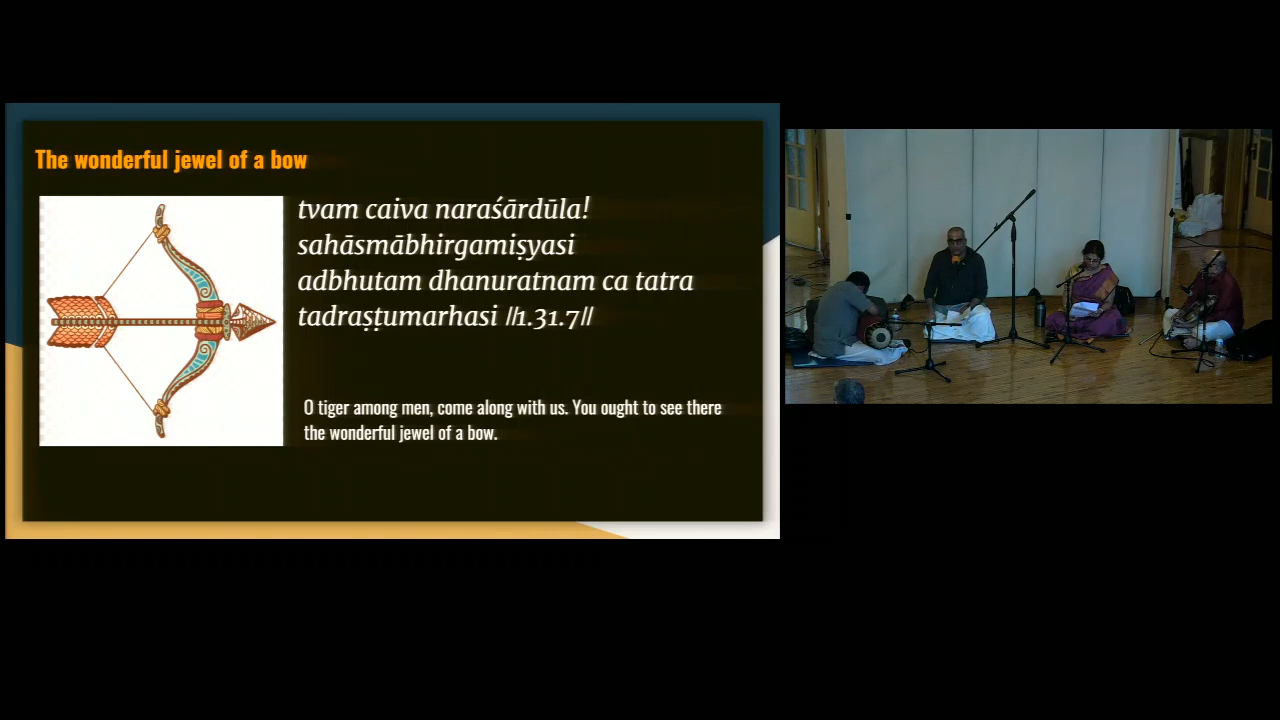 The wonderful jewel of a bow
tvam caiva naraśārdūla!
sahāsmābhirgamiṣyasi
adbhutam dhanuratnam ca tatra
tadraṣṭumarhasi //1.31.7//
O tiger among men, come along with us. You ought to see there
the wonderful jewel of a bow.